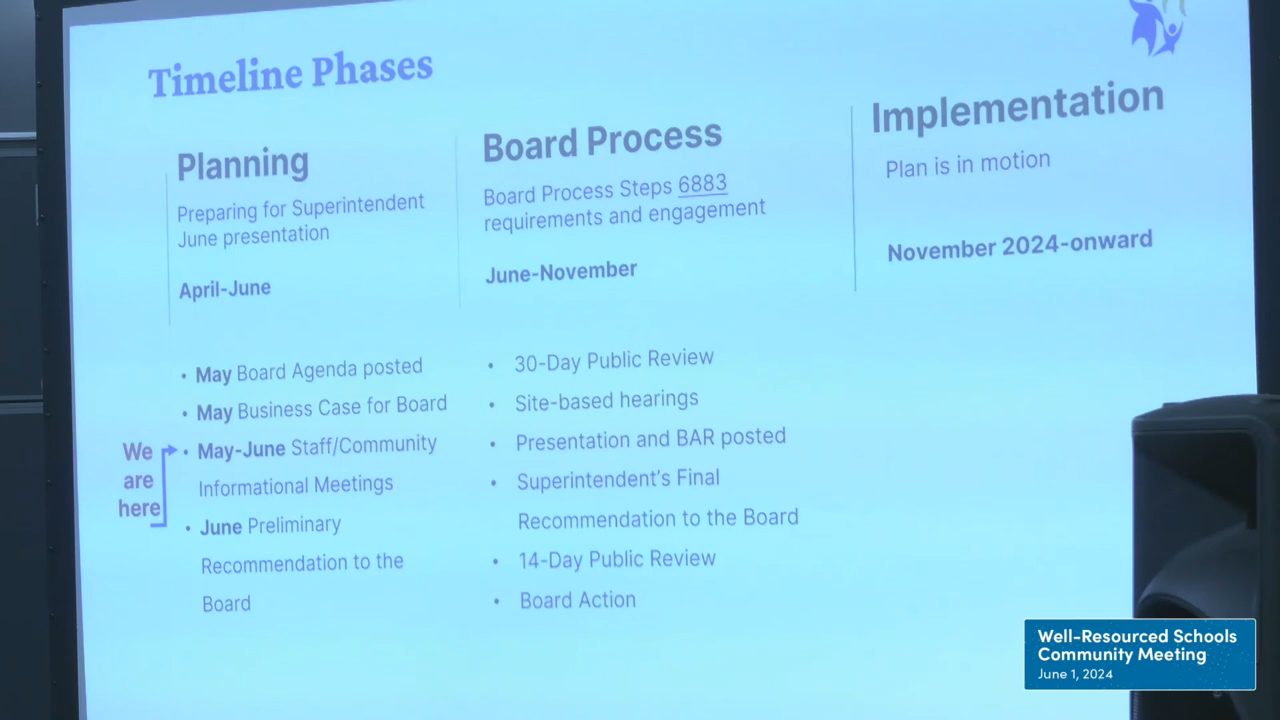 Timeline Phases
Planning
Preparing for Superintendent
June presentation
April-June
• May Board Agenda posted
• May Business Case for Board
We
are
here
• May-June Staff/Community
Informational Meetings
• June Preliminary
Recommendation to the
Board
Board Process
Board Process Steps 6883
requirements and engagement
June-November
• 30-Day Public Review
• Site-based hearings
• Presentation and BAR posted
• Superintendent's Final
Recommendation to the Board
• 14-Day Public Review
• Board Action
Implementation
Plan is in motion
November 2024-onward
Well-Resourced Schools
Community Meeting
June 1, 2024